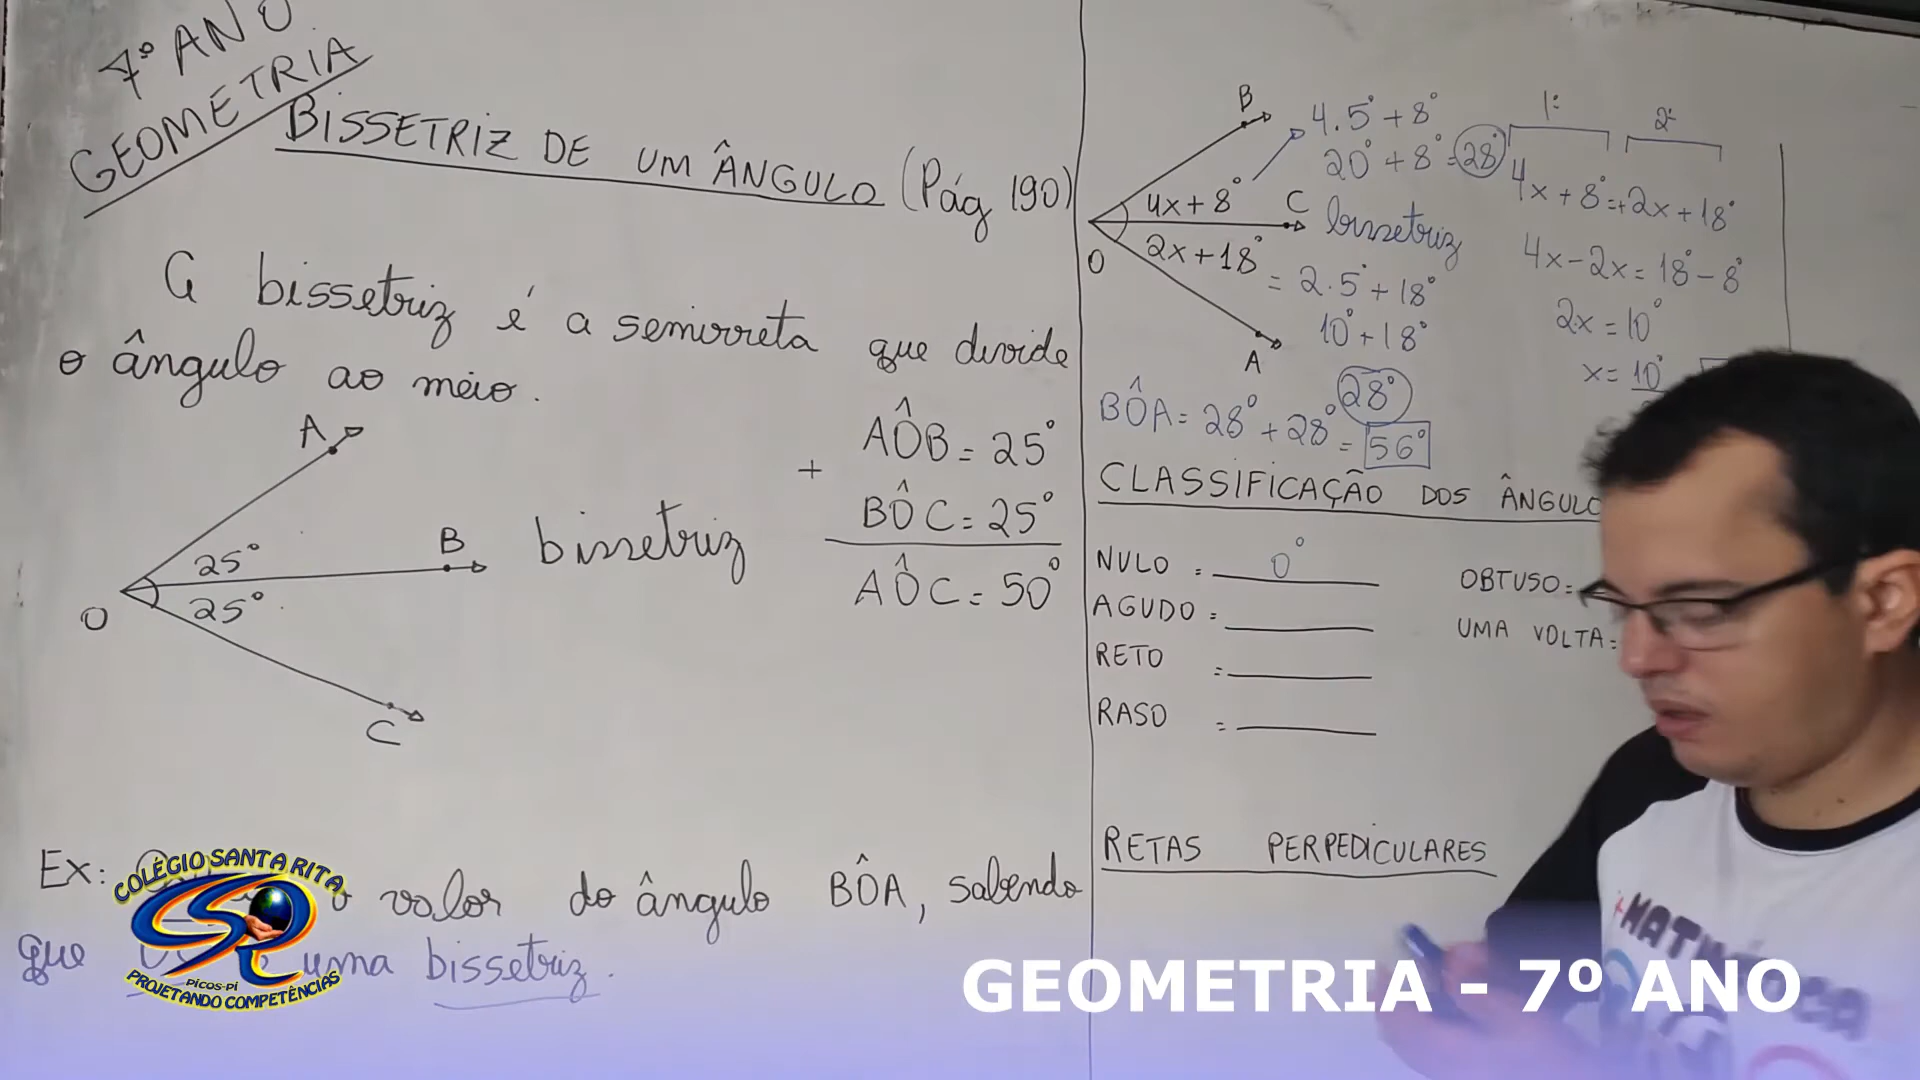 7º ANO
GEOMETRIA
BISSETRIZ DE UM ÂNGULO (Pág 190)
A bissetriz é a semirreta que divide
o ângulo ao meio.
A
B
C
O
25°
25°
bissetriz
+
AÔB = 25°
BÔC = 25°
AÔC = 50°
Ex: o valor do ângulo BÔA, sabendo
que uma bissetriz.
B
C
A
O
4x + 8°
2x + 18°
bissetriz
4.5° + 8°
20° + 8° = 28°
= 2.5° + 18°
10° + 18°
28°
BÔA = 28° + 28° = 56°
1º
2º
4x + 8° = + 2x + 18°
4x - 2x = 18° - 8°
2x = 10°
x = 10°
CLASSIFICAÇÃO DOS ÂNGULO
NULO = 0°
AGUDO =
RETO =
RASO =
OBTUSO =
UMA VOLTA =
RETAS PERPEDICULARES
COLÉGIO SANTA RITA
PICOS-PI
PROJETANDO COMPETÊNCIAS
GEOMETRIA - 7º ANO